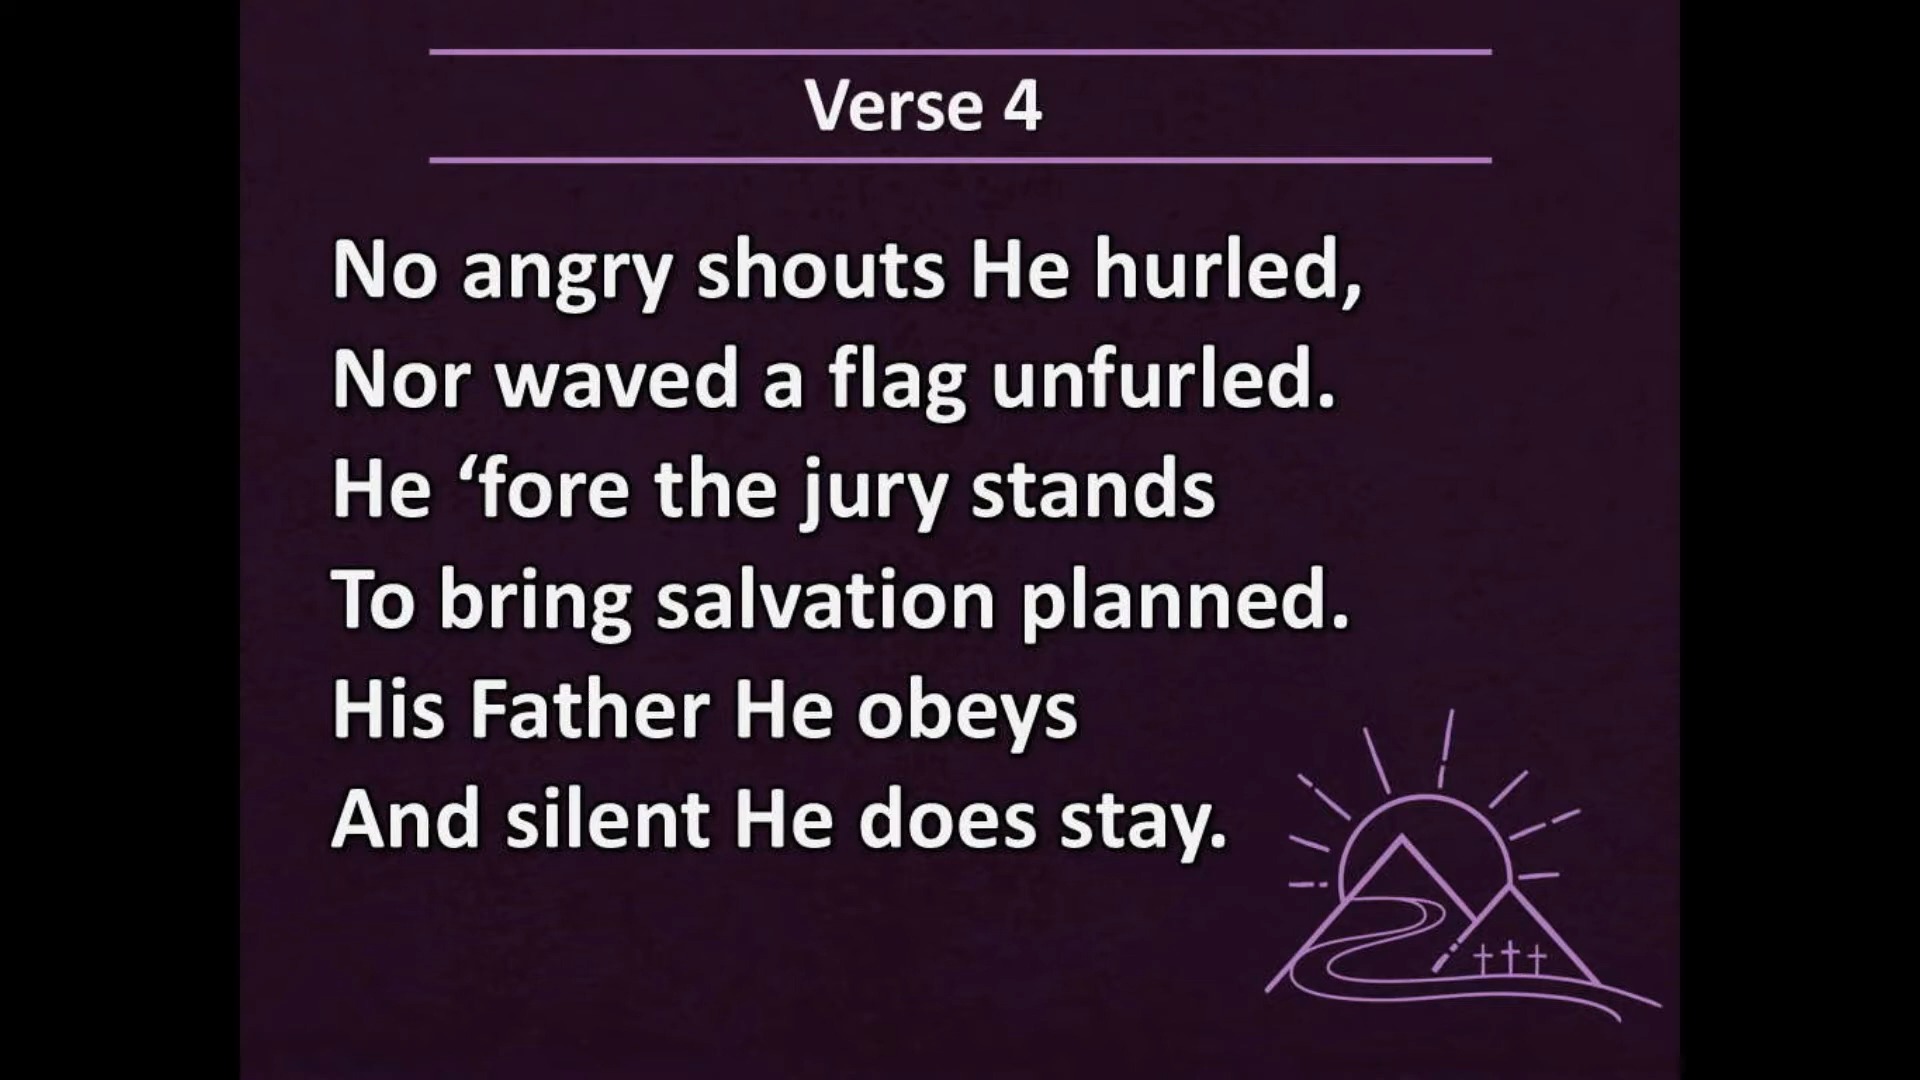 Verse 4
No angry shouts He hurled,
Nor waved a flag unfurled.
He ‘fore the jury stands
To bring salvation planned.
His Father He obeys
And silent He does stay.